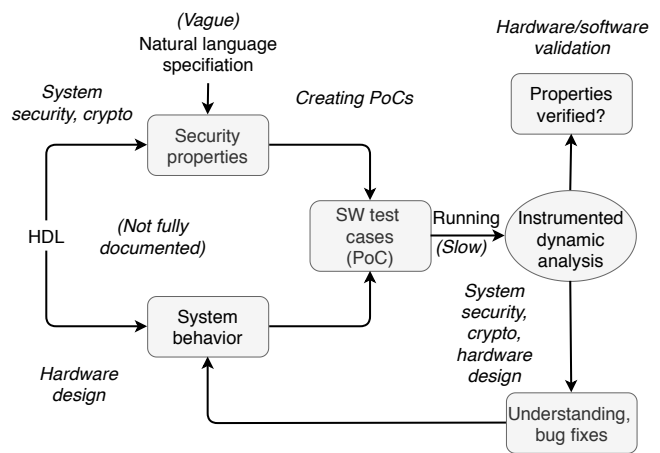 (Vague)
Natural language
specifiation
Hardware/software
validation
System
security, crypto
Creating PoCs
Properties
verified?
Security
properties
HDL
(Not fully
documented)
SW test
cases
(PoC)
Running
(Slow)
Instrumented
dynamic
analysis
System
behavior
System
security,
crypto,
hardware
design
Hardware
design
Understanding,
bug fixes